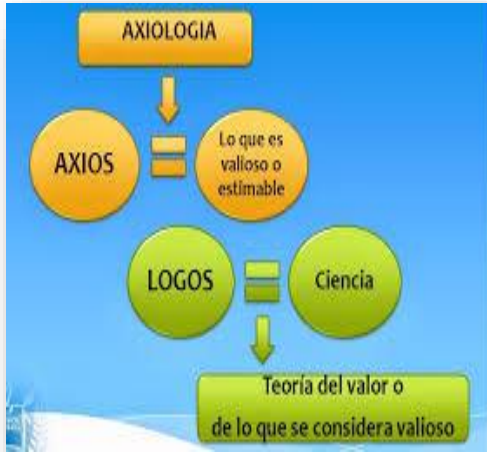 AXIOLOGIA
AXIOS
Lo que es
valioso o
estimable
LOGOS
Ciencia
Teoría del valor o
de lo que se considera valioso